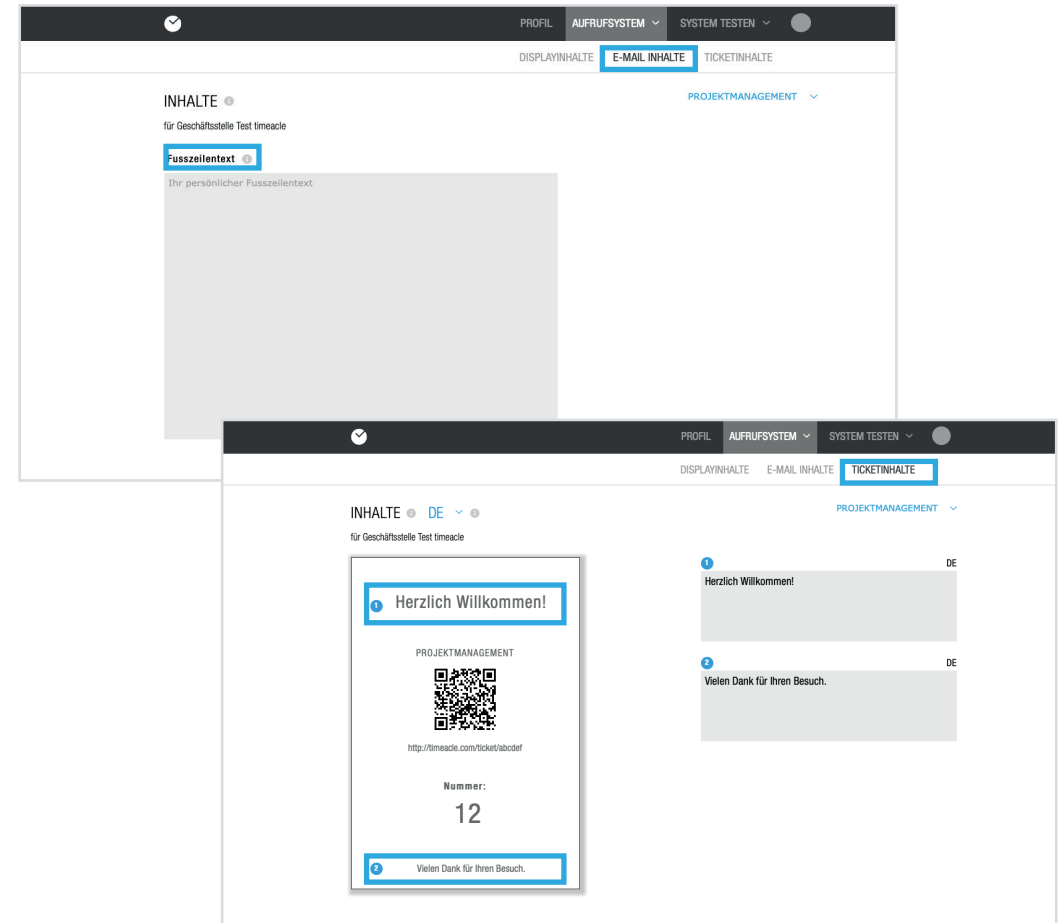 PROFIL AUFRUFSYSTEM SYSTEM TESTEN
DISPLAYINHALTE E-MAIL INHALTE TICKETINHALTE
INHALTE
PROJEKTMANAGEMENT
für Geschäftsstelle Test timeacle
Fusszeilentext
Ihr persönlicher Fusszeilentext
PROFIL AUFRUFSYSTEM SYSTEM TESTEN
DISPLAYINHALTE E-MAIL INHALTE TICKETINHALTE
INHALTE DE
PROJEKTMANAGEMENT
für Geschäftsstelle Test timeacle
1 Herzlich Willkommen!
PROJEKTMANAGEMENT
http://timeacle.com/ticket/abcdef
Nummer:
12
2 Vielen Dank für Ihren Besuch.
1 DE
Herzlich Willkommen!
2 DE
Vielen Dank für Ihren Besuch.